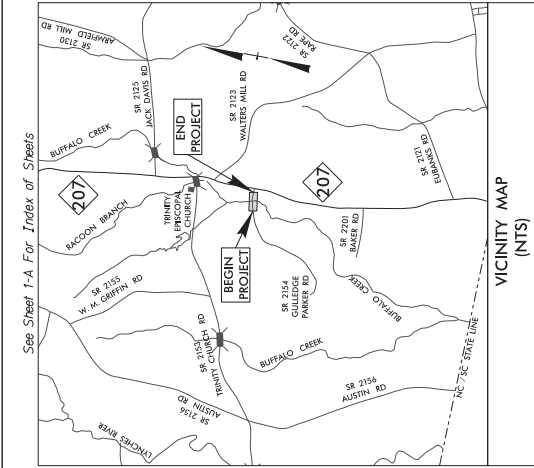 See Sheet 1-A For Index of Sheets
SR 2130
ARMFIELD MILL RD
SR 2122
RAPE RD
SR 2125
JACK DAVIS RD
SR 2123
WALTERS MILL RD
BUFFALO CREEK
END
PROJECT
207
SR 2121
EUBANKS RD
207
RACOON BRANCH
TRINITY
EPISCOPAL
CHURCH
SR 2201
BAKER RD
BEGIN
PROJECT
SR 2155
W. M. GRIFFIN RD
SR 2154
GULLEDGE
PARKER RD
BUFFALO CREEK
SR 2153
TRINITY CHURCH RD
BUFFALO CREEK
SR 2156
AUSTIN RD
SR 2156
AUSTIN RD
LYNCHES RIVER
NC /SC STATE LINE
VICINITY MAP
(NTS)